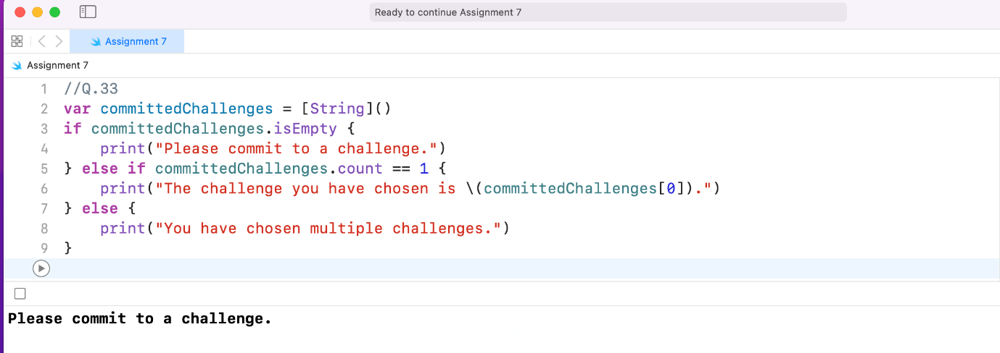 Ready to continue Assignment 7
Assignment 7
Assignment 7
1 //Q.33
2 var committedChallenges = [String]()
3 if committedChallenges.isEmpty {
4     print("Please commit to a challenge.")
5 } else if committedChallenges.count == 1 {
6     print("The challenge you have chosen is \(committedChallenges[0]).")
7 } else {
8     print("You have chosen multiple challenges.")
9 }
Please commit to a challenge.